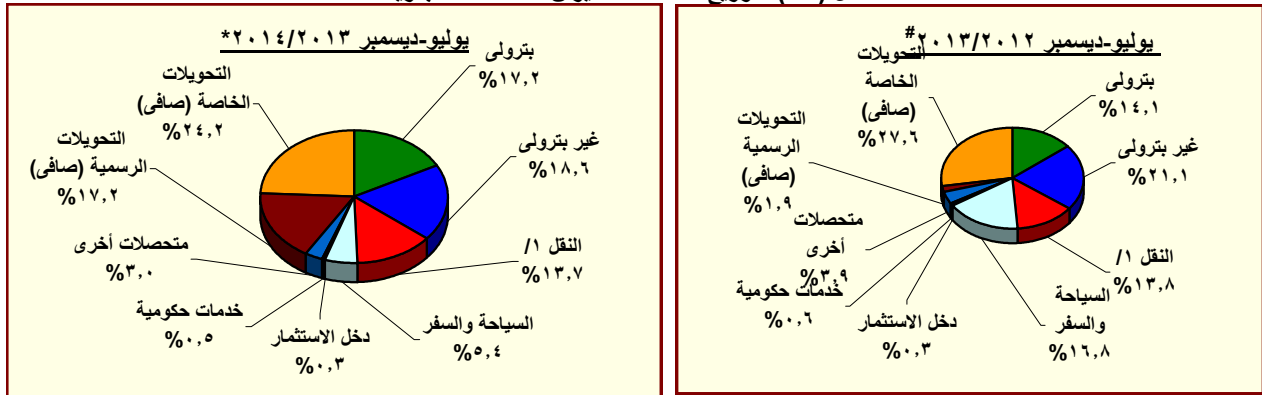 يوليو-ديسمبر ٢٠١٣/٢٠١٢#
بترولى
%١٤,١
غير بترولى
%٢١,١
النقل ١/
%١٣,٨
السياحة
والسفر
%١٦,٨
دخل الاستثمار
%٠,٣
خدمات حكومية
%٠,٦
متحصلات
أخرى
%٣,٩
التحويلات
الرسمية
(صافى)
%١,٩
التحويلات
الخاصة
(صافى)
%٢٧,٦
يوليو-ديسمبر ٢٠١٤/٢٠١٣*
بترولى
%١٧,٢
غير بترولى
%١٨,٦
النقل ١/
%١٣,٧
السياحة والسفر
%٥,٤
دخل الاستثمار
%٠,٣
خدمات حكومية
%٠,٥
متحصلات أخرى
%٣,٠
التحويلات
الرسمية (صافى)
%١٧,٢
التحويلات
الخاصة (صافى)
%٢٤,٢